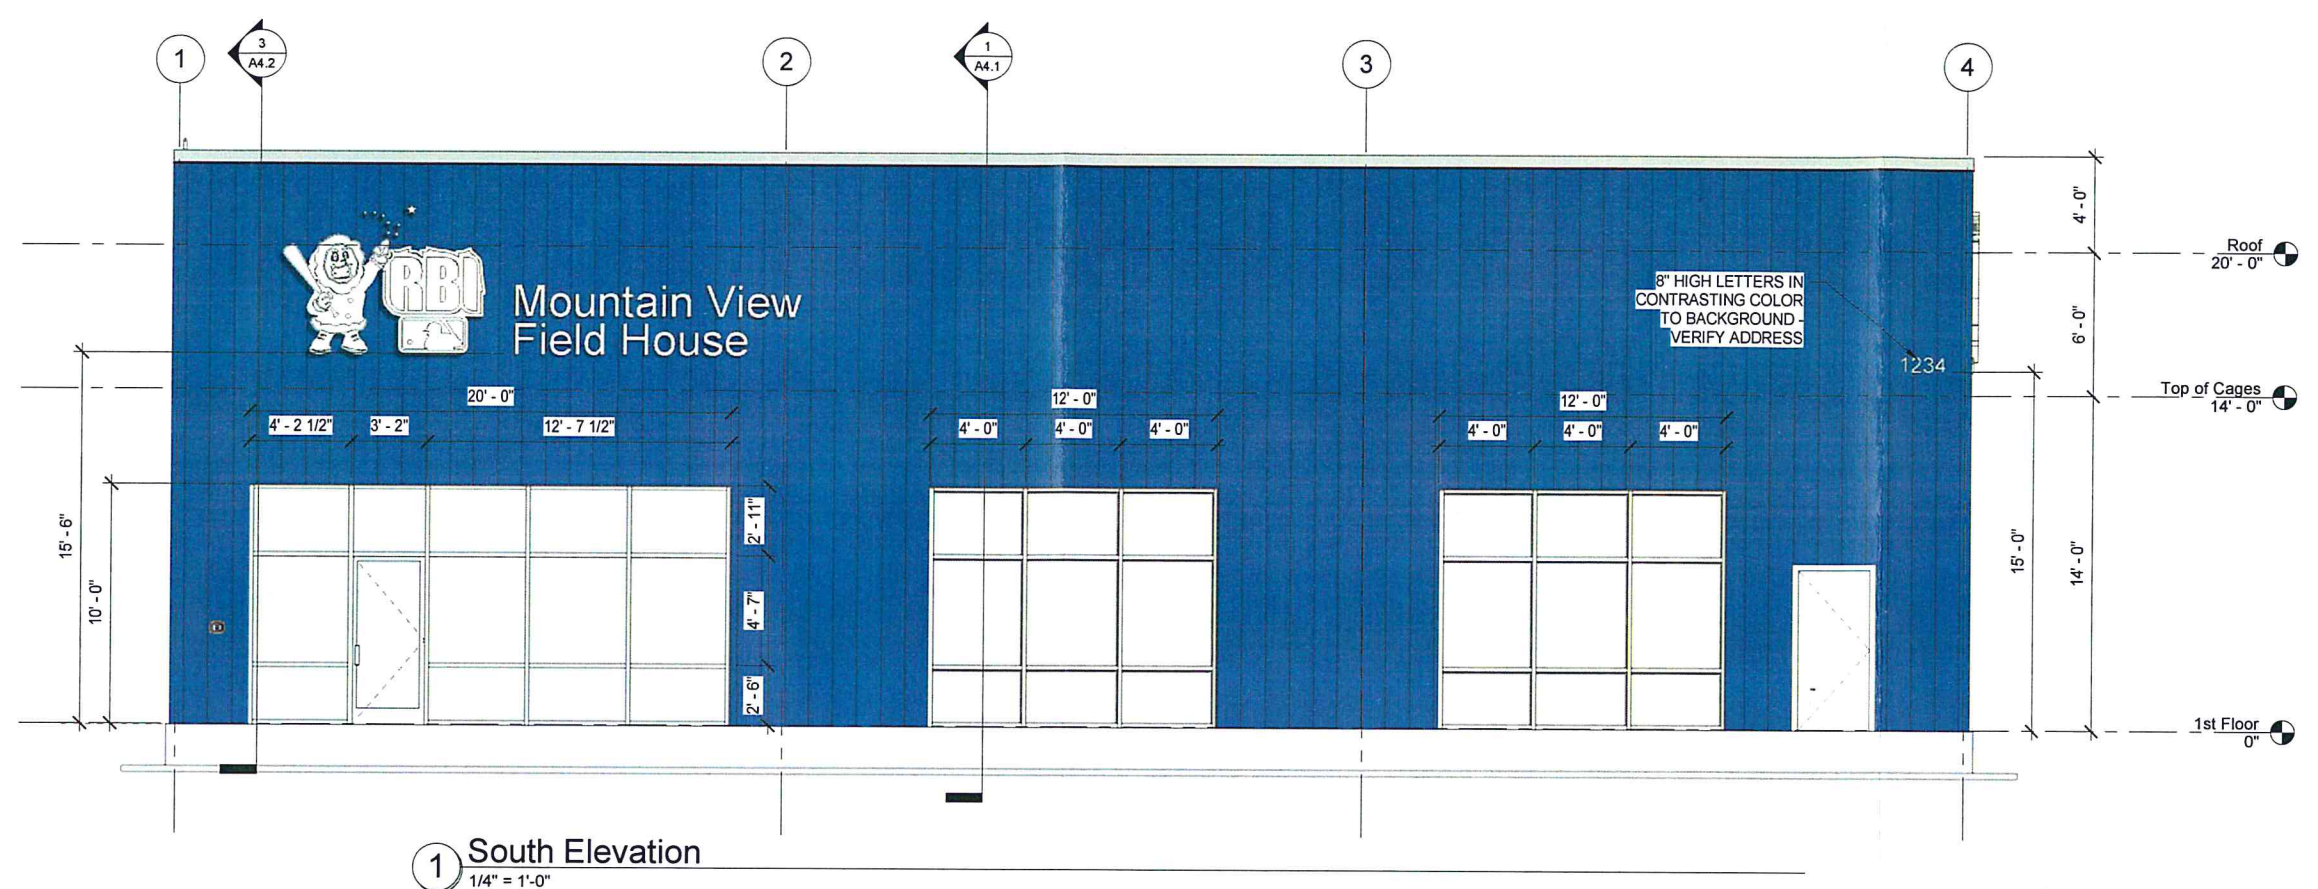 1
3
A4.2
2
1
A4.1
3
4
4' - 0"
Roof
20' - 0"
RBI
Mountain View
Field House
8" HIGH LETTERS IN
CONTRASTING COLOR
TO BACKGROUND -
VERIFY ADDRESS
1234
6' - 0"
Top of Cages
14' - 0"
20' - 0"
4' - 2 1/2"
3' - 2"
12' - 7 1/2"
12' - 0"
4' - 0"
4' - 0"
4' - 0"
12' - 0"
4' - 0"
4' - 0"
4' - 0"
15' - 6"
10' - 0"
2' - 11"
4' - 7"
2' - 6"
15' - 0"
14' - 0"
1st Floor
0"
1
South Elevation
1/4" = 1'-0"